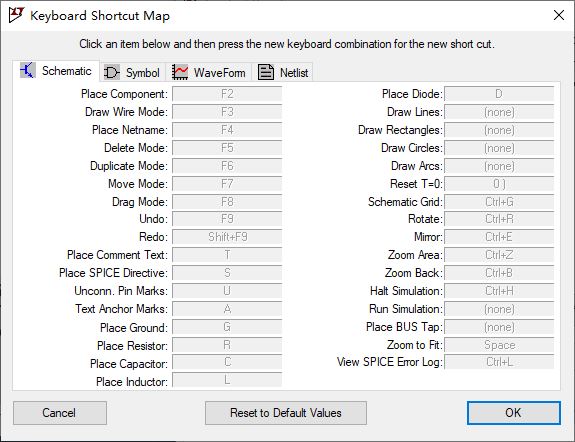 Keyboard Shortcut Map
Click an item below and then press the new keyboard combination for the new short cut.
Schematic Symbol WaveForm Netlist
Place Component: F2
Draw Wire Mode: F3
Place Netname: F4
Delete Mode: F5
Duplicate Mode: F6
Move Mode: F7
Drag Mode: F8
Undo: F9
Redo: Shift+F9
Place Comment Text: T
Place SPICE Directive: S
Unconn. Pin Marks: U
Text Anchor Marks: A
Place Ground: G
Place Resistor: R
Place Capacitor: C
Place Inductor: L
Place Diode: D
Draw Lines: (none)
Draw Rectangles: (none)
Draw Circles: (none)
Draw Arcs: (none)
Reset T=0: 0 )
Schematic Grid: Ctrl+G
Rotate: Ctrl+R
Mirror: Ctrl+E
Zoom Area: Ctrl+Z
Zoom Back: Ctrl+B
Halt Simulation: Ctrl+H
Run Simulation: (none)
Place BUS Tap: (none)
Zoom to Fit: Space
View SPICE Error Log: Ctrl+L
Cancel Reset to Default Values OK